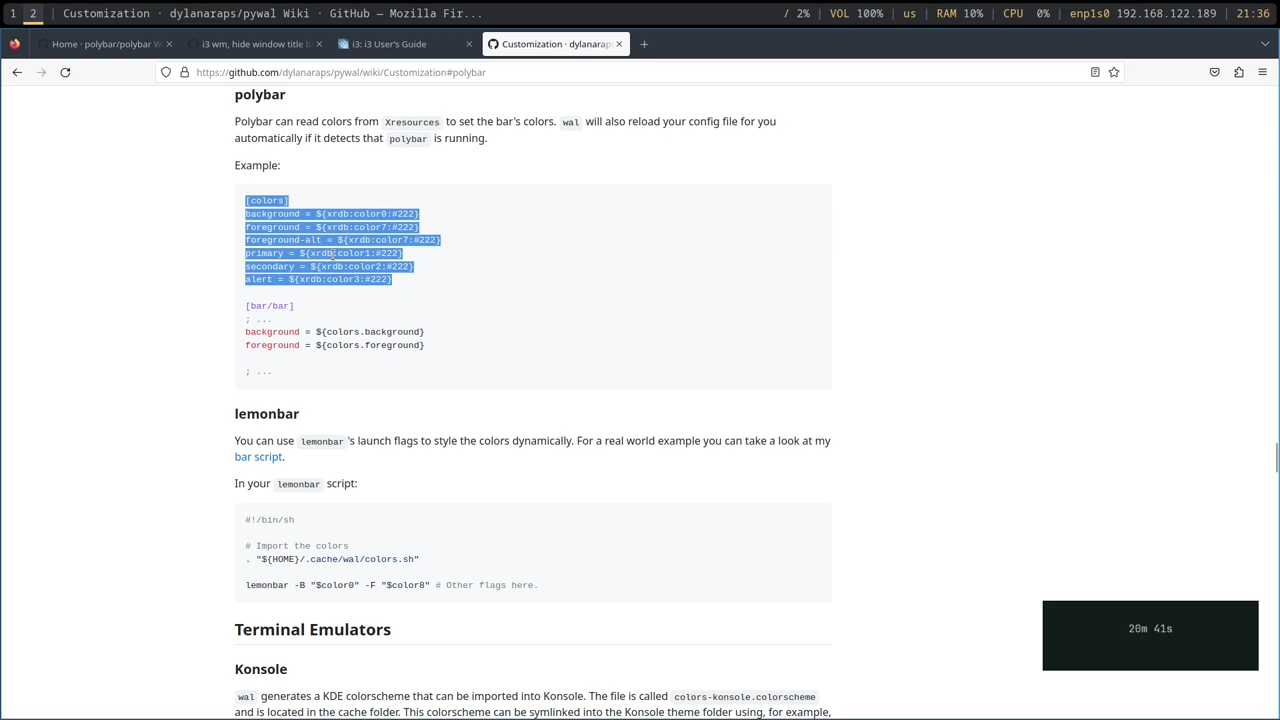 1 2 Customization · dylanaraps/pywal Wiki · GitHub — Mozilla Fir... / 2% | VOL 100% | us | RAM 10% | CPU 0% | enp1s0 192.168.122.189 | 21:36
Home · polybar/polybar W × i3 wm, hide window title b × i3: i3 User's Guide × Customization · dylanarap × +
https://github.com/dylanaraps/pywal/wiki/Customization#polybar
polybar
Polybar can read colors from Xresources to set the bar's colors. wal will also reload your config file for you
automatically if it detects that polybar is running.
Example:
[colors]
background = ${xrdb:color0:#222}
foreground = ${xrdb:color7:#222}
foreground-alt = ${xrdb:color7:#222}
primary = ${xrdb:color1:#222}
secondary = ${xrdb:color2:#222}
alert = ${xrdb:color3:#222}
[bar/bar]
; ...
background = ${colors.background}
foreground = ${colors.foreground}
; ...
lemonbar
You can use lemonbar 's launch flags to style the colors dynamically. For a real world example you can take a look at my
bar script.
In your lemonbar script:
#!/bin/sh
# Import the colors
. "${HOME}/.cache/wal/colors.sh"
lemonbar -B "$color0" -F "$color8" # Other flags here.
20m 41s
Terminal Emulators
Konsole
wal generates a KDE colorscheme that can be imported into Konsole. The file is called colors-konsole.colorscheme
and is located in the cache folder. This colorscheme can be symlinked into the Konsole theme folder using, for example,